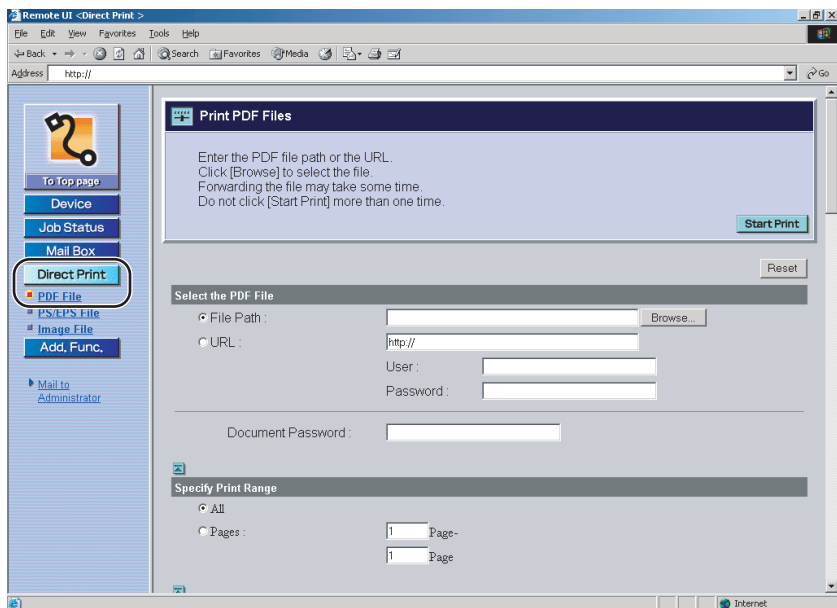 Remote UI <Direct Print >
File Edit View Favorites Tools Help
Back Search Favorites Media
Address http:// Go
To Top page
Device
Job Status
Mail Box
Direct Print
PDF File
PS/EPS File
Image File
Add. Func.
Mail to
Administrator
Print PDF Files
Enter the PDF file path or the URL.
Click [Browse] to select the file.
Forwarding the file may take some time.
Do not click [Start Print] more than one time.
Start Print
Reset
Select the PDF File
File Path : Browse...
URL : http://
User :
Password :
Document Password :
Specify Print Range
All
Pages : 1 Page-
1 Page
Internet